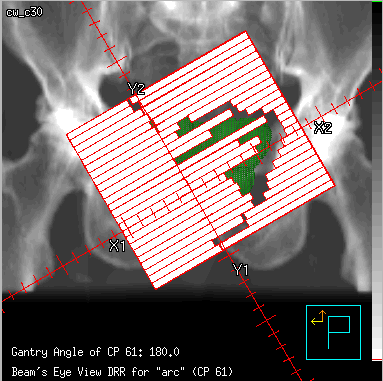 cw_c30
Y2
X2
X1
Y1
P
Gantry Angle of CP 61: 180.0
Beam's Eye View DRR for "arc" (CP 61)